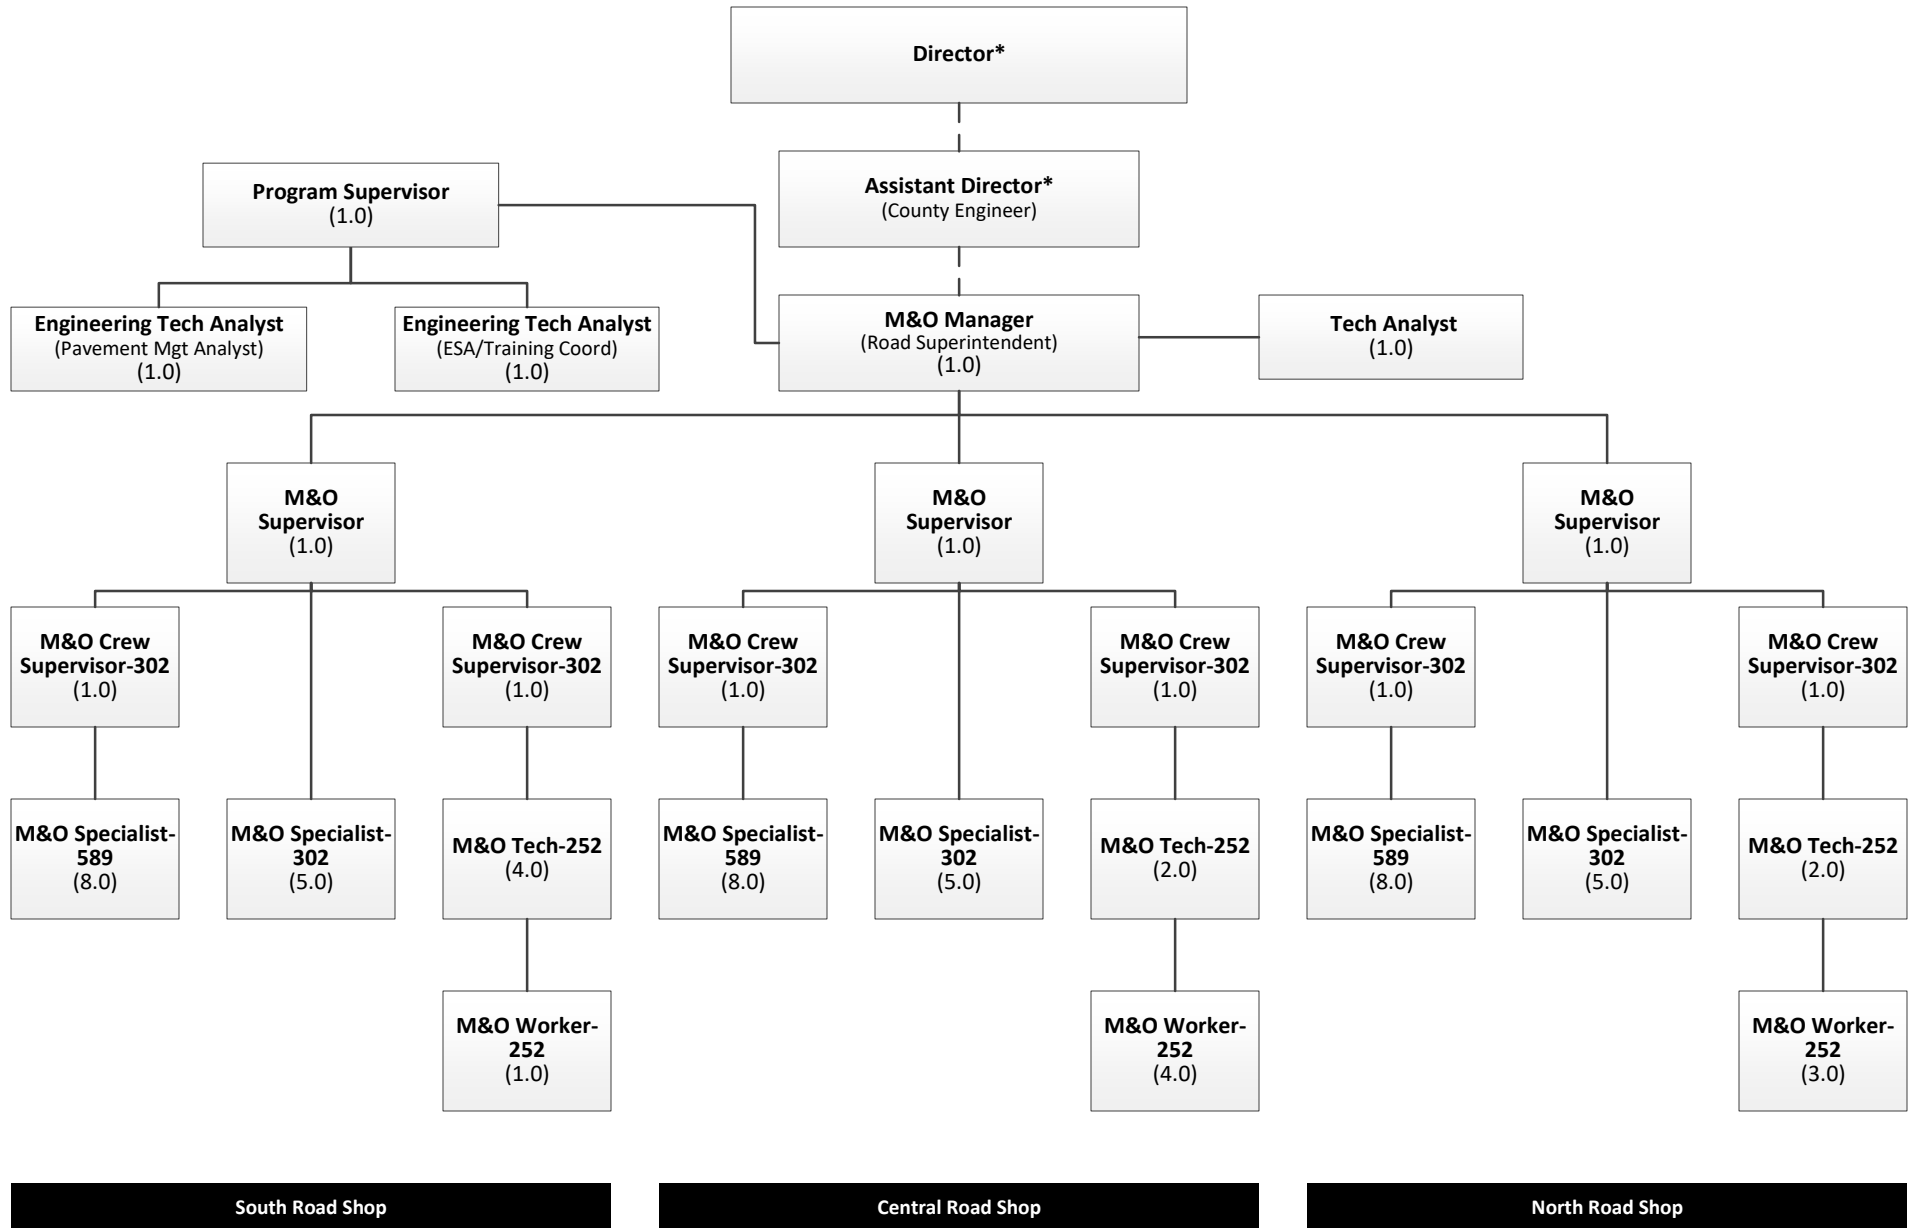 Director*
Program Supervisor
(1.0)
Assistant Director*
(County Engineer)
Engineering Tech Analyst
(Pavement Mgt Analyst)
(1.0)
Engineering Tech Analyst
(ESA/Training Coord)
(1.0)
M&O Manager
(Road Superintendent)
(1.0)
Tech Analyst
(1.0)
M&O
Supervisor
(1.0)
M&O
Supervisor
(1.0)
M&O
Supervisor
(1.0)
M&O Crew
Supervisor-302
(1.0)
M&O Crew
Supervisor-302
(1.0)
M&O Crew
Supervisor-302
(1.0)
M&O Crew
Supervisor-302
(1.0)
M&O Crew
Supervisor-302
(1.0)
M&O Crew
Supervisor-302
(1.0)
M&O Specialist-
589
(8.0)
M&O Specialist-
302
(5.0)
M&O Tech-252
(4.0)
M&O Specialist-
589
(8.0)
M&O Specialist-
302
(5.0)
M&O Tech-252
(2.0)
M&O Specialist-
589
(8.0)
M&O Specialist-
302
(5.0)
M&O Tech-252
(2.0)
M&O Worker-
252
(1.0)
M&O Worker-
252
(4.0)
M&O Worker-
252
(3.0)
South Road Shop
Central Road Shop
North Road Shop